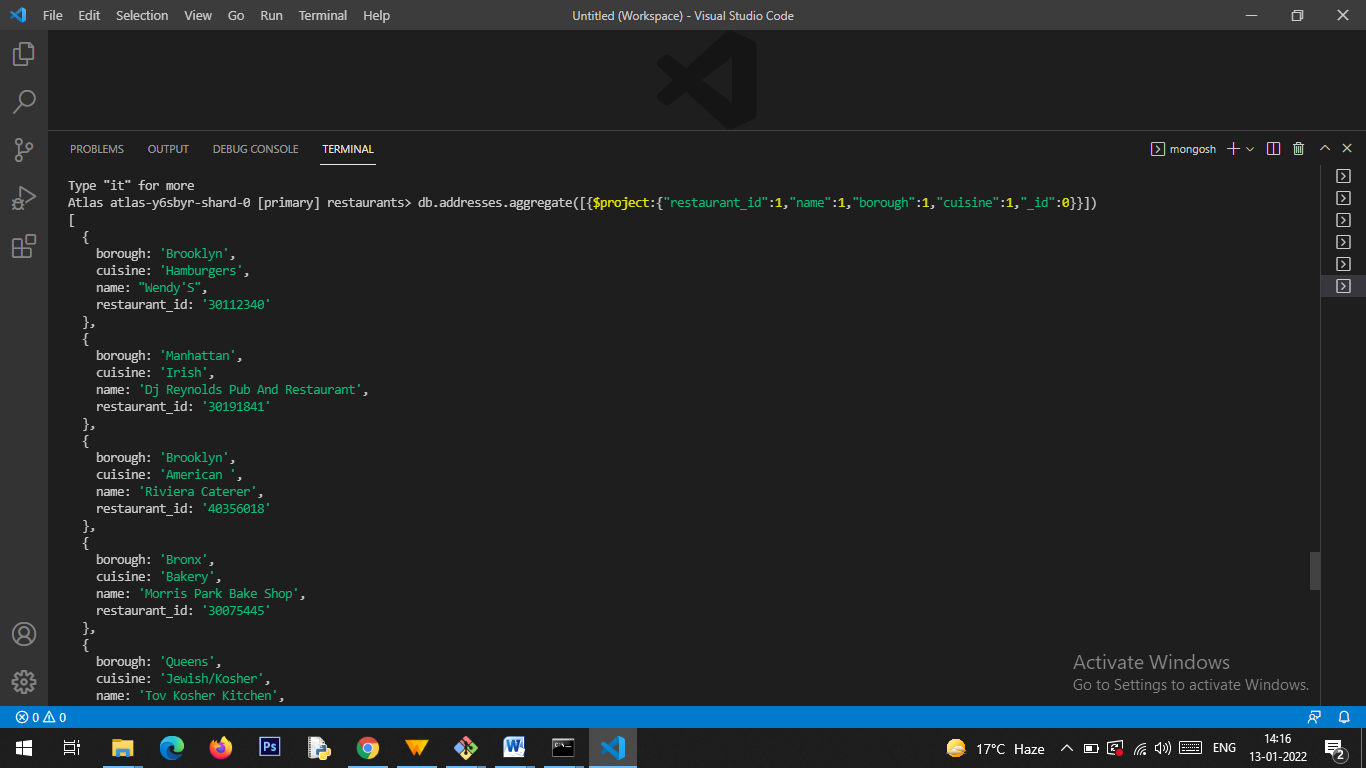 File Edit Selection View Go Run Terminal Help
Untitled (Workspace) - Visual Studio Code
PROBLEMS OUTPUT DEBUG CONSOLE TERMINAL
mongosh
Type "it" for more
Atlas atlas-y6sbyr-shard-0 [primary] restaurants> db.addresses.aggregate([{$project:{"restaurant_id":1,"name":1,"borough":1,"cuisine":1,"_id":0}}])
[
{
borough: 'Brooklyn',
cuisine: 'Hamburgers',
name: "Wendy'S",
restaurant_id: '30112340'
},
{
borough: 'Manhattan',
cuisine: 'Irish',
name: 'Dj Reynolds Pub And Restaurant',
restaurant_id: '30191841'
},
{
borough: 'Brooklyn',
cuisine: 'American ',
name: 'Riviera Caterer',
restaurant_id: '40356018'
},
{
borough: 'Bronx',
cuisine: 'Bakery',
name: 'Morris Park Bake Shop',
restaurant_id: '30075445'
},
{
borough: 'Queens',
cuisine: 'Jewish/Kosher',
name: 'Tov Kosher Kitchen',
Activate Windows
Go to Settings to activate Windows.
0 0
Ps
W
17°C Haze
ENG
14:16
13-01-2022
2